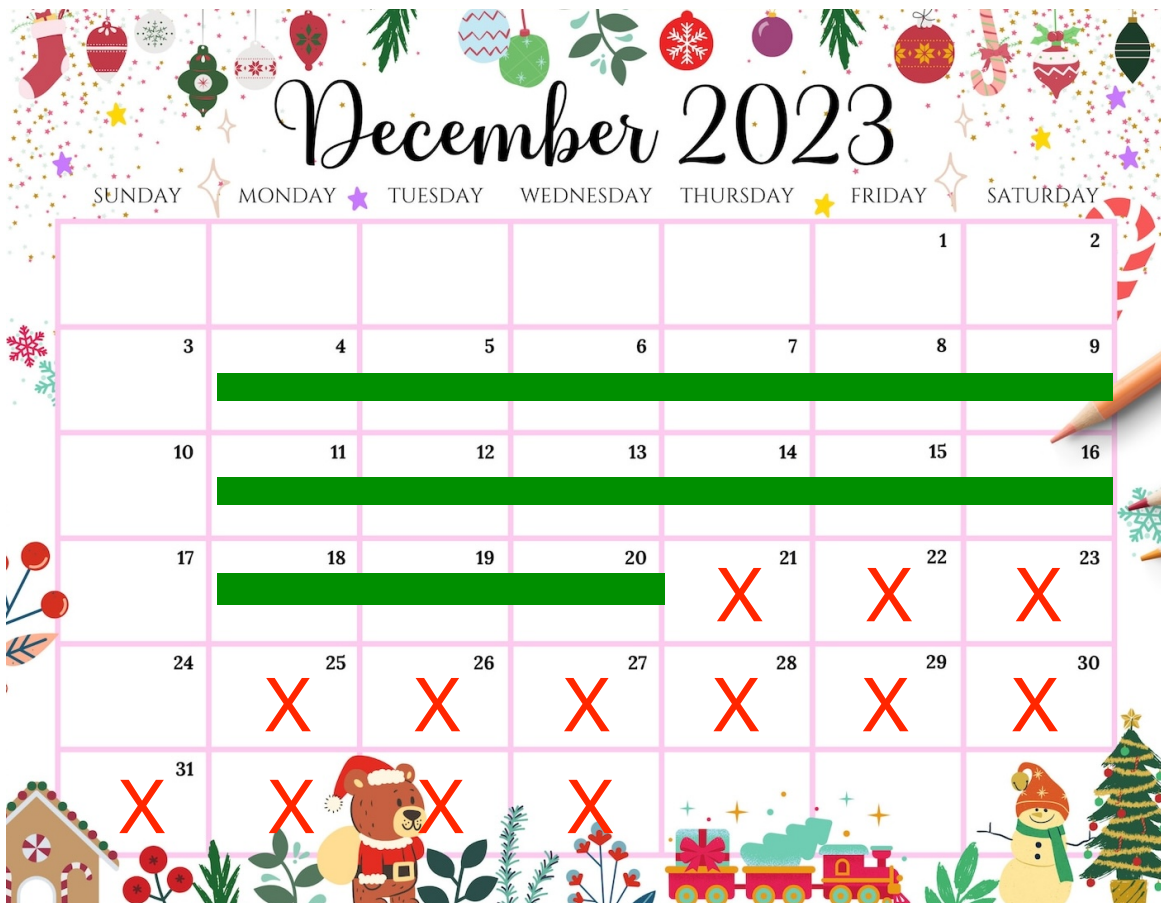 December 2023
SUNDAY MONDAY TUESDAY WEDNESDAY THURSDAY FRIDAY SATURDAY
1 2
3 4 5 6 7 8 9
10 11 12 13 14 15 16
17 18 19 20 21 22 23
X X X
24 25 26 27 28 29 30
X X X X X X
31
X X X X